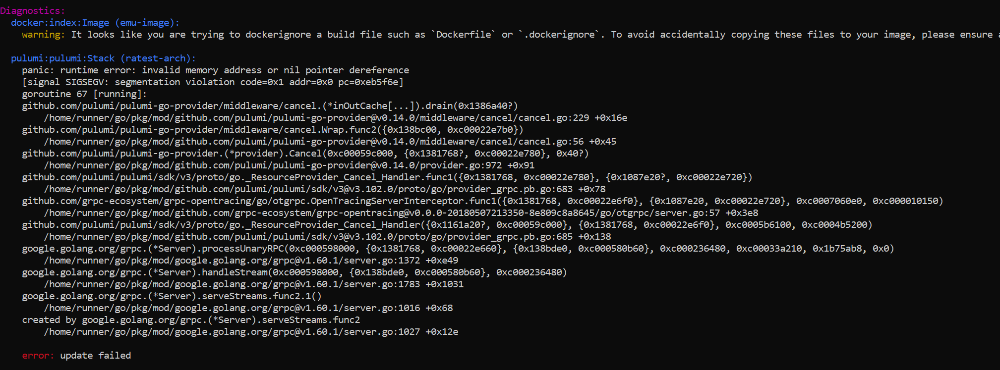 Diagnostics:
docker:index:Image (emu-image):
warning: It looks like you are trying to dockerignore a build file such as `Dockerfile` or `.dockerignore`. To avoid accidentally copying these files to your image, please ensure
pulumi:pulumi:Stack (ratest-arch):
panic: runtime error: invalid memory address or nil pointer dereference
[signal SIGSEGV: segmentation violation code=0x1 addr=0x0 pc=0xeb5f6e]
goroutine 67 [running]:
github.com/pulumi/pulumi-go-provider/middleware/cancel.(*inOutCache[...]).drain(0x1386a40?)
/home/runner/go/pkg/mod/github.com/pulumi/pulumi-go-provider@v0.14.0/middleware/cancel/cancel.go:229 +0x16e
github.com/pulumi/pulumi-go-provider/middleware/cancel.Wrap.func2({0x138bc00, 0xc00022e7b0})
/home/runner/go/pkg/mod/github.com/pulumi/pulumi-go-provider@v0.14.0/middleware/cancel/cancel.go:56 +0x45
github.com/pulumi/pulumi-go-provider.(*provider).Cancel(0xc00059c000, {0x1381768?, 0xc00022e780}, 0x40?)
/home/runner/go/pkg/mod/github.com/pulumi/pulumi-go-provider@v0.14.0/provider.go:972 +0x91
github.com/pulumi/pulumi/sdk/v3/proto/go._ResourceProvider_Cancel_Handler.func1({0x1381768, 0xc00022e780}, {0x1087e20?, 0xc00022e720})
/home/runner/go/pkg/mod/github.com/pulumi/pulumi/sdk/v3@v3.102.0/proto/go/provider_grpc.pb.go:683 +0x78
github.com/grpc-ecosystem/grpc-opentracing/go/otgrpc.OpenTracingServerInterceptor.func1({0x1381768, 0xc00022e6f0}, {0x1087e20, 0xc00022e720}, 0xc0007060e0, 0xc000010150)
/home/runner/go/pkg/mod/github.com/grpc-ecosystem/grpc-opentracing@v0.0.0-20180507213350-8e809c8a8645/go/otgrpc/server.go:57 +0x3e8
github.com/pulumi/pulumi/sdk/v3/proto/go._ResourceProvider_Cancel_Handler({0x1161a20?, 0xc00059c000}, {0x1381768, 0xc00022e6f0}, 0xc0005b6100, 0xc0004b5200)
/home/runner/go/pkg/mod/github.com/pulumi/pulumi/sdk/v3@v3.102.0/proto/go/provider_grpc.pb.go:685 +0x138
google.golang.org/grpc.(*Server).processUnaryRPC(0xc000598000, {0x1381768, 0xc00022e660}, {0x138bde0, 0xc000580b60}, 0xc000236480, 0xc00033a210, 0x1b75ab8, 0x0)
/home/runner/go/pkg/mod/google.golang.org/grpc@v1.60.1/server.go:1372 +0xe49
google.golang.org/grpc.(*Server).handleStream(0xc000598000, {0x138bde0, 0xc000580b60}, 0xc000236480)
/home/runner/go/pkg/mod/google.golang.org/grpc@v1.60.1/server.go:1783 +0x1031
google.golang.org/grpc.(*Server).serveStreams.func2.1()
/home/runner/go/pkg/mod/google.golang.org/grpc@v1.60.1/server.go:1016 +0x68
created by google.golang.org/grpc.(*Server).serveStreams.func2
/home/runner/go/pkg/mod/google.golang.org/grpc@v1.60.1/server.go:1027 +0x12e
error: update failed